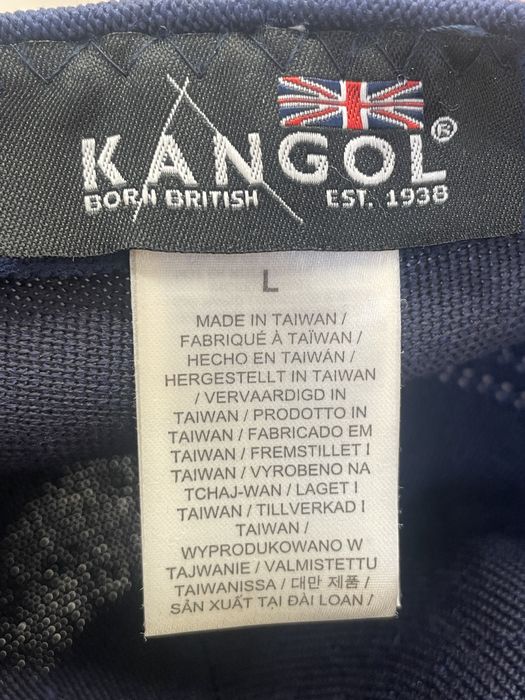 KANGOL®
BORN BRITISH EST. 1938
L
MADE IN TAIWAN /
FABRIQUÉ À TAÏWAN /
HECHO EN TAIWÁN /
HERGESTELLT IN TAIWAN
/ VERVAARDIGD IN
TAIWAN / PRODOTTO IN
TAIWAN / FABRICADO EM
TAIWAN / FREMSTILLET I
TAIWAN / VYROBENO NA
TCHAJ-WAN / LAGET I
TAIWAN / TILLVERKAD I
TAIWAN /
WYPRODUKOWANO W
TAJWANIE / VALMISTETTU
TAIWANISSA / 대만 제품 /
SẢN XUẤT TẠI ĐÀI LOAN /